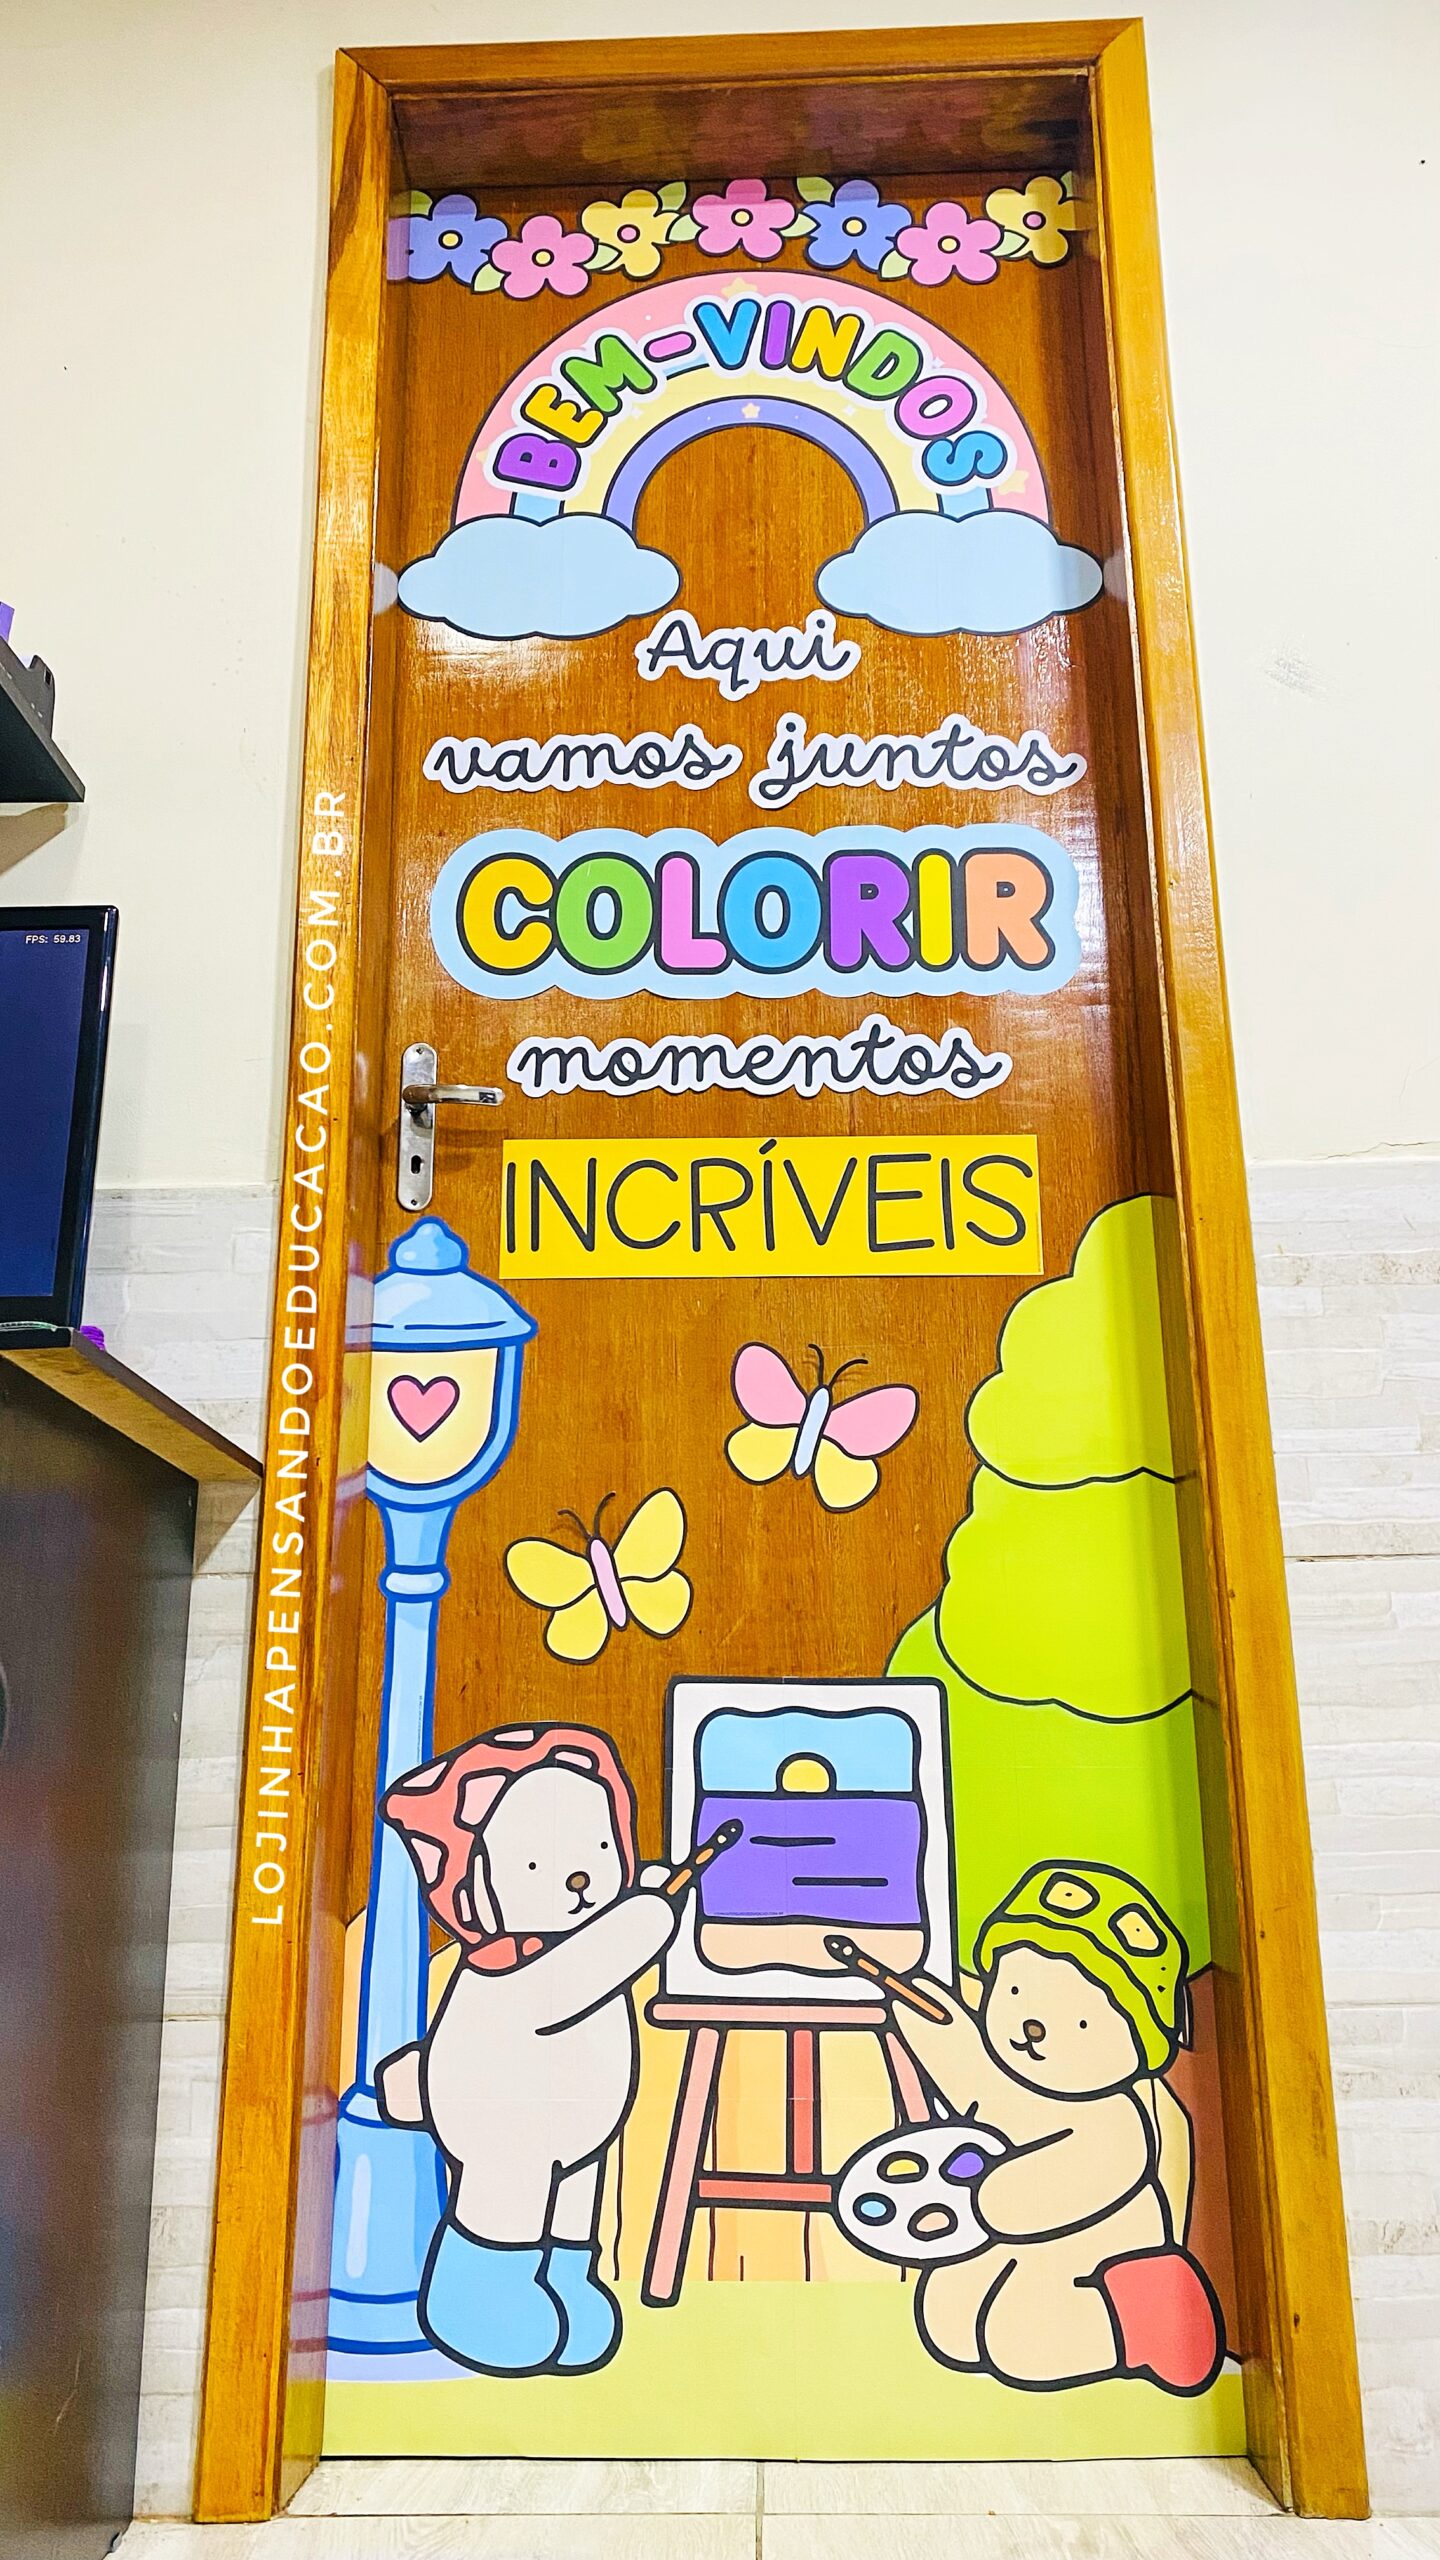 BEM-VINDOS
Aqui
vamos juntos
COLORIR
momentos
INCRÍVEIS
LOJINHAPENSANDOEDUCACAO.COM.BR
FPS: 59.83